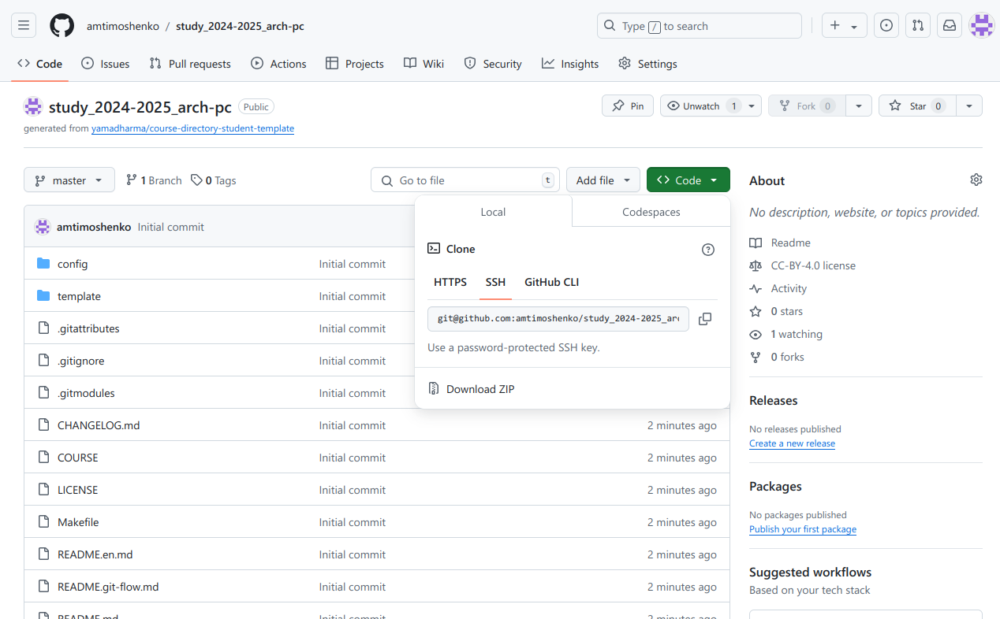 amtimoshenko / study_2024-2025_arch-pc
Type / to search
Code Issues Pull requests Actions Projects Wiki Security Insights Settings
study_2024-2025_arch-pc Public
Pin Unwatch 1 Fork 0 Star 0
generated from yamadharma/course-directory-student-template
master 1 Branch 0 Tags Go to file t Add file Code
Local Codespaces
Clone
HTTPS SSH GitHub CLI
git@github.com:amtimoshenko/study_2024-2025_arc
Use a password-protected SSH key.
Download ZIP
amtimoshenko Initial commit
config Initial commit
template Initial commit
.gitattributes Initial commit
.gitignore Initial commit
.gitmodules Initial commit
CHANGELOG.md Initial commit 2 minutes ago
COURSE Initial commit 2 minutes ago
LICENSE Initial commit 2 minutes ago
Makefile Initial commit 2 minutes ago
README.en.md Initial commit 2 minutes ago
README.git-flow.md Initial commit 2 minutes ago
README.md Initial commit 2 minutes ago
About
No description, website, or topics provided.
Readme
CC-BY-4.0 license
Activity
0 stars
1 watching
0 forks
Releases
No releases published
Create a new release
Packages
No packages published
Publish your first package
Suggested workflows
Based on your tech stack